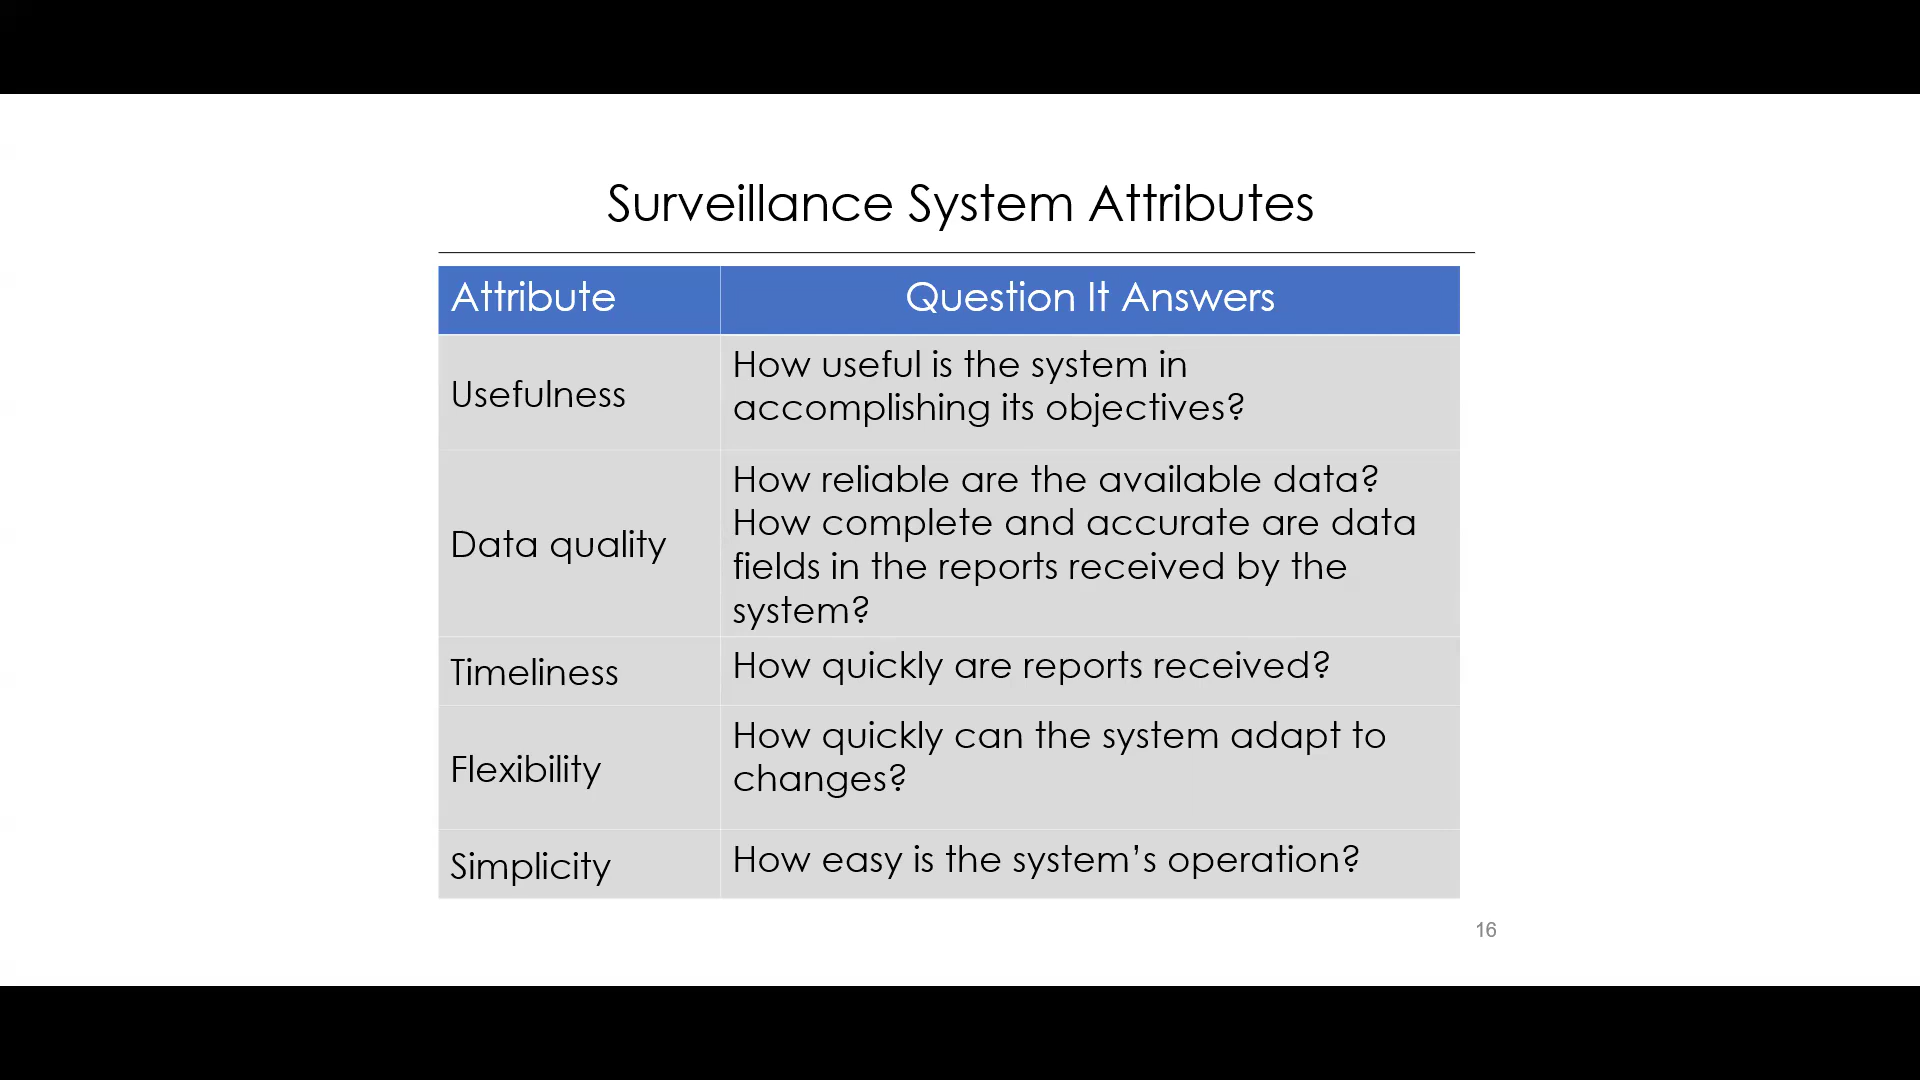 Surveillance System Attributes
Attribute
Question It Answers
Usefulness
How useful is the system in
accomplishing its objectives?
Data quality
How reliable are the available data?
How complete and accurate are data
fields in the reports received by the
system?
Timeliness
How quickly are reports received?
Flexibility
How quickly can the system adapt to
changes?
Simplicity
How easy is the system’s operation?
16